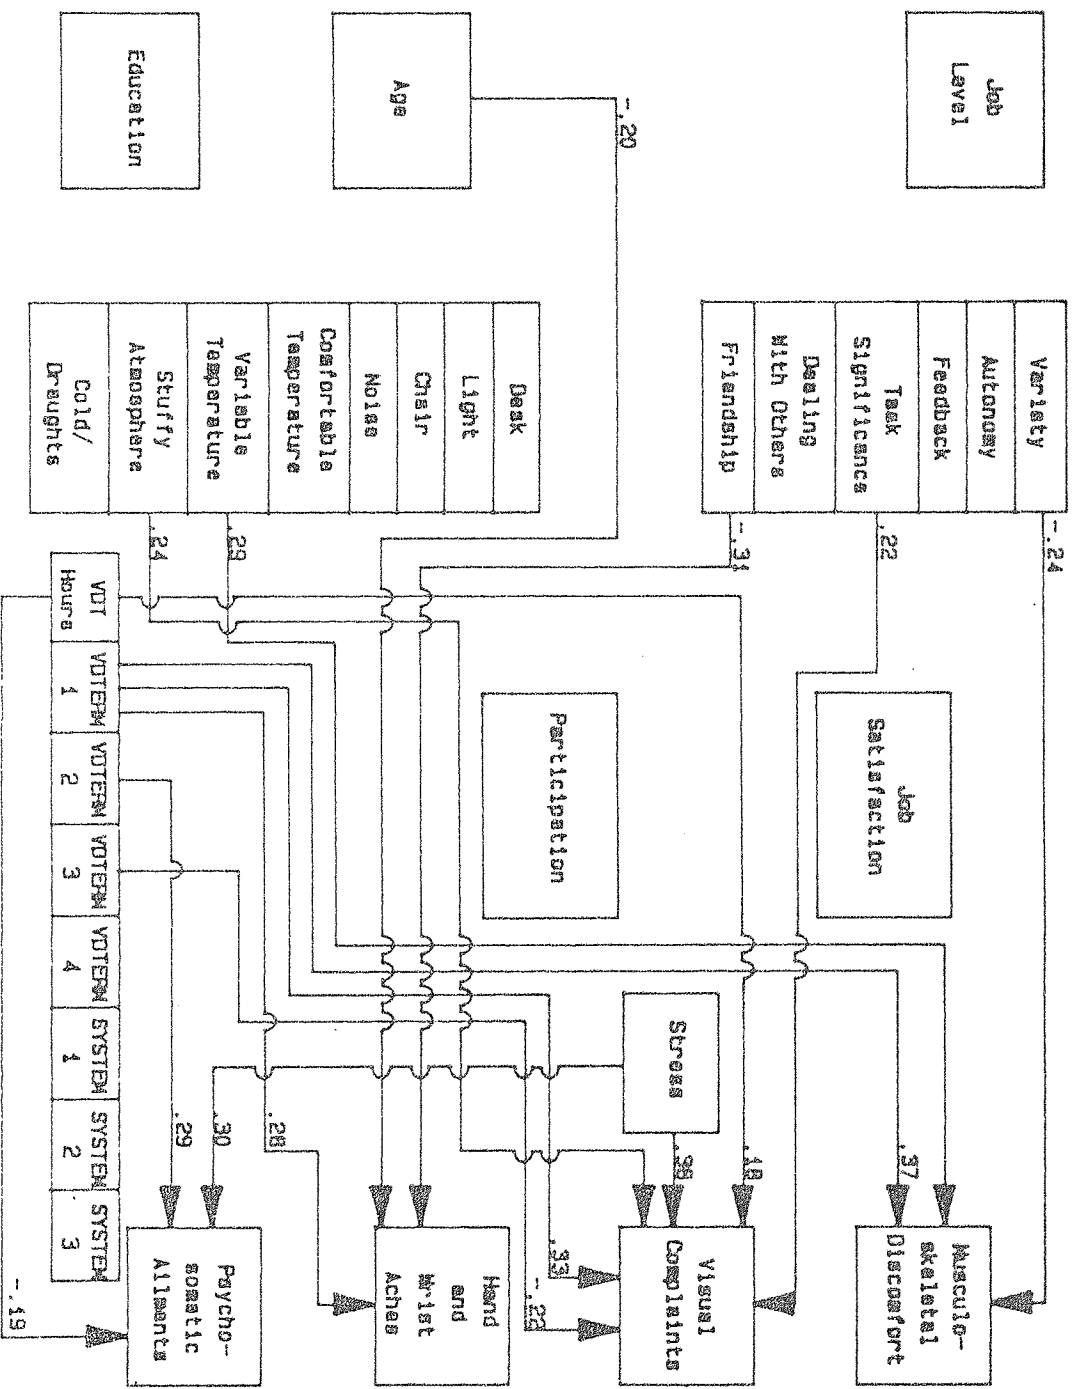 Job
Level
Age
Education
Variety
Autonomy
Feedback
Task
Significance
Dealing
With Others
Friendship
Desk
Light
Chair
Noise
Comfortable
Temperature
Variable
Temperature
Stuffy
Atmosphere
Cold/
Draughts
-.24
.22
-.31
-.20
.29
.24
Job
Satisfaction
Participation
Stress
VDT
Hours
VDTERM
1
VDTERM
2
VDTERM
3
VDTERM
4
SYSTEM
1
SYSTEM
2
SYSTEM
3
.37
.18
.36
.33
-.22
.28
.30
.29
-.19
Musculo-
skeletal
Discomfort
Visual
Complaints
Hand
and
Wrist
Aches
Psycho-
somatic
Ailments